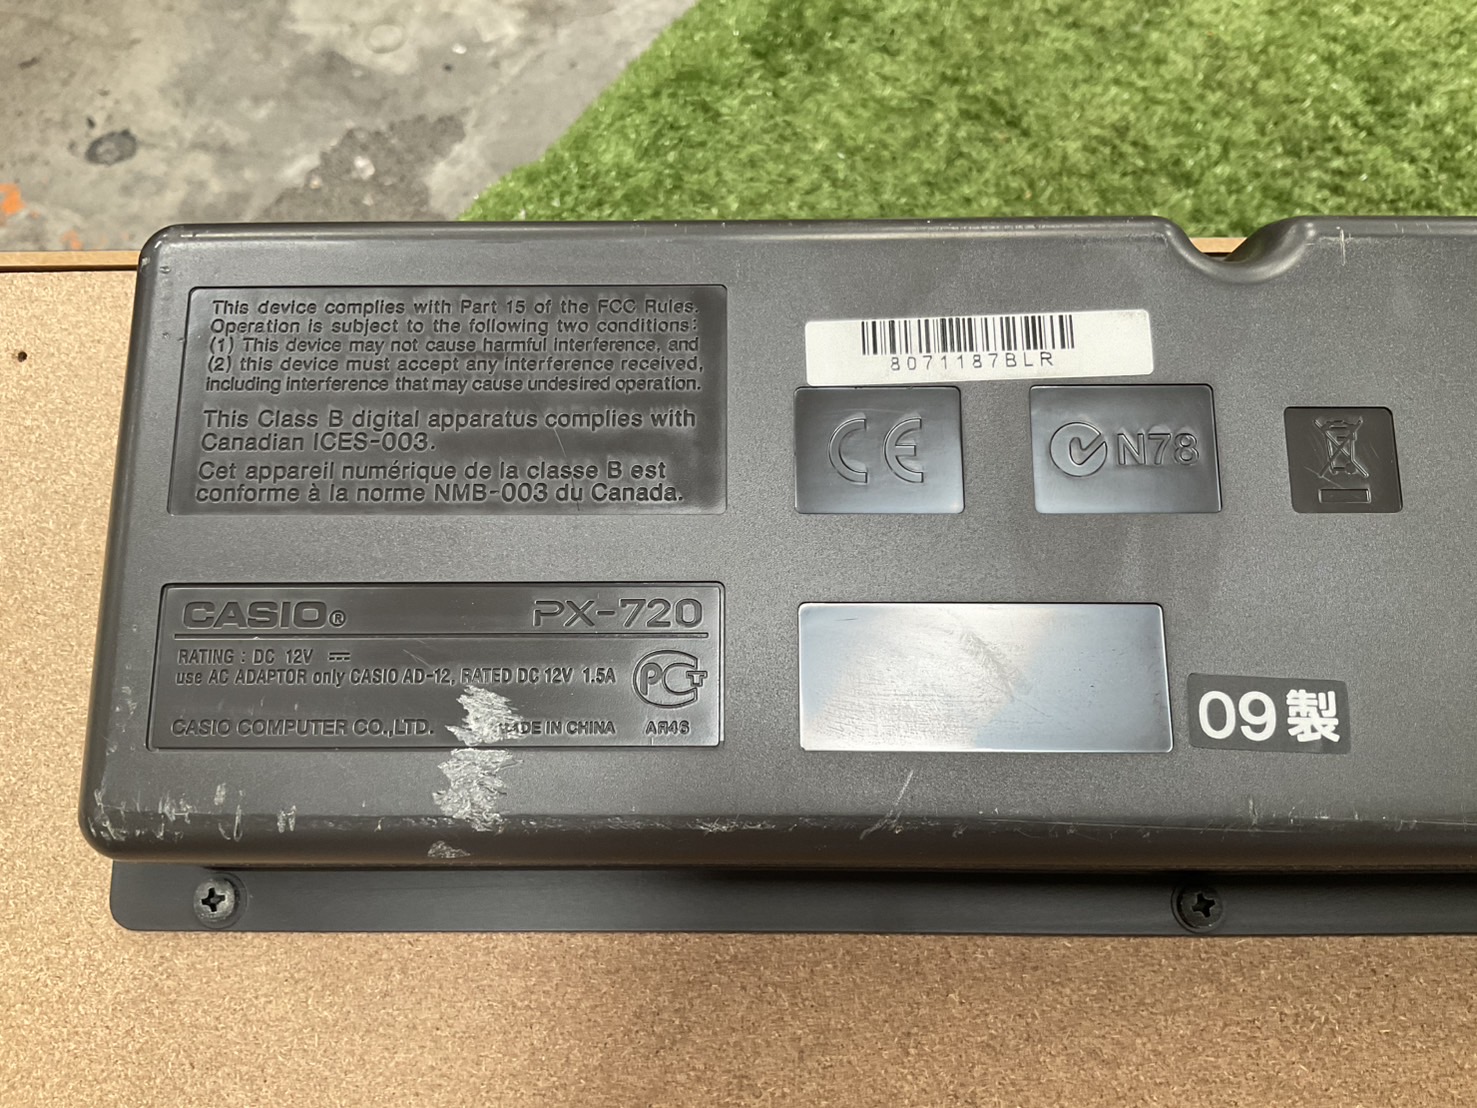 This device complies with Part 15 of the FCC Rules.
Operation is subject to the following two conditions:
(1) This device may not cause harmful interference, and
(2) this device must accept any interference received,
including interference that may cause undesired operation.
This Class B digital apparatus complies with
Canadian ICES-003.
Cet appareil numérique de la classe B est
conforme à la norme NMB-003 du Canada.
8071187BLR
CE
N78
CASIO® PX-720
RATING : DC 12V
use AC ADAPTOR only CASIO AD-12, RATED DC 12V 1.5A
CASIO COMPUTER CO.,LTD. MADE IN CHINA AR46
09製